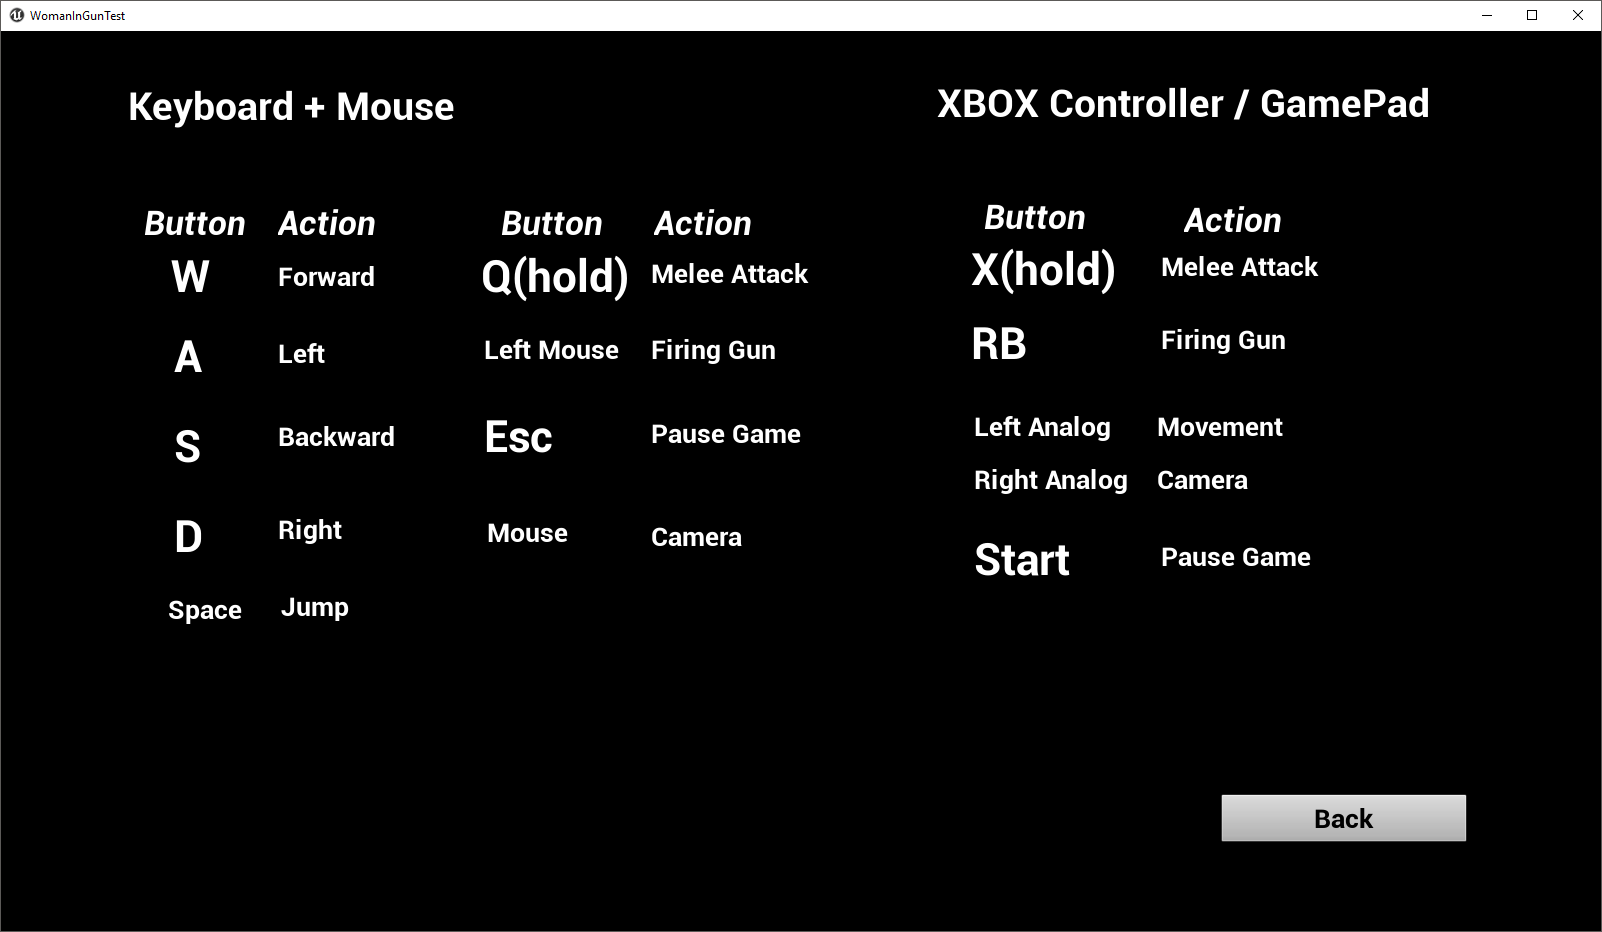 WomanInGunTest
Keyboard + Mouse
Button Action
W Forward
A Left
S Backward
D Right
Space Jump
Button Action
Q(hold) Melee Attack
Left Mouse Firing Gun
Esc Pause Game
Mouse Camera
XBOX Controller / GamePad
Button Action
X(hold) Melee Attack
RB Firing Gun
Left Analog Movement
Right Analog Camera
Start Pause Game
Back